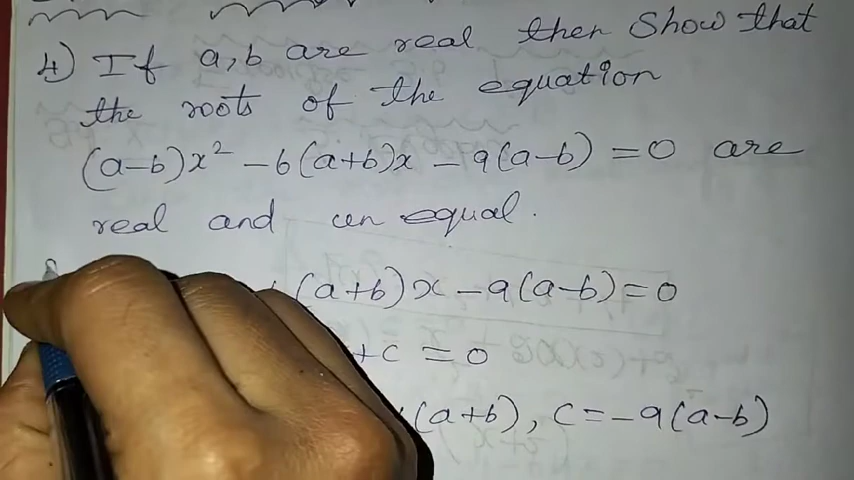 4) If a, b are real then Show that
the roots of the equation
(a-b)x² - 6(a+b)x - 9(a-b) = 0 are
real and un equal.
(a+b)x - 9(a-b) = 0
+c = 0
(a+b), c = -9(a-b)